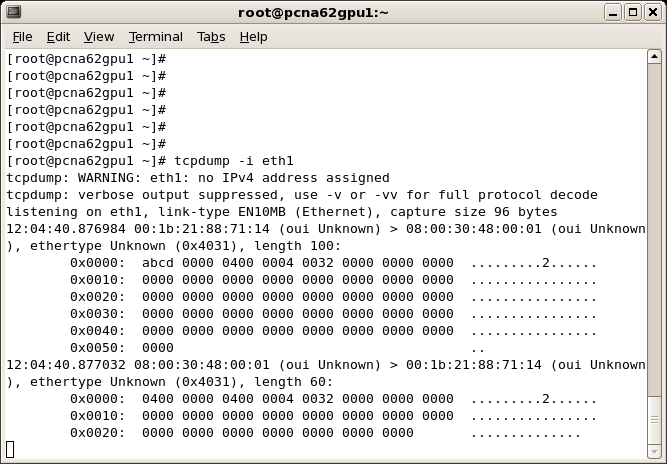 root@pcna62gpu1:~
File Edit View Terminal Tabs Help
[root@pcna62gpu1 ~]#
[root@pcna62gpu1 ~]#
[root@pcna62gpu1 ~]#
[root@pcna62gpu1 ~]#
[root@pcna62gpu1 ~]#
[root@pcna62gpu1 ~]#
[root@pcna62gpu1 ~]# tcpdump -i eth1
tcpdump: WARNING: eth1: no IPv4 address assigned
tcpdump: verbose output suppressed, use -v or -vv for full protocol decode
listening on eth1, link-type EN10MB (Ethernet), capture size 96 bytes
12:04:40.876984 00:1b:21:88:71:14 (oui Unknown) > 08:00:30:48:00:01 (oui Unknown
), ethertype Unknown (0x4031), length 100:
0x0000: abcd 0000 0400 0004 0032 0000 0000 0000 .........2......
0x0010: 0000 0000 0000 0000 0000 0000 0000 0000 ................
0x0020: 0000 0000 0000 0000 0000 0000 0000 0000 ................
0x0030: 0000 0000 0000 0000 0000 0000 0000 0000 ................
0x0040: 0000 0000 0000 0000 0000 0000 0000 0000 ................
0x0050: 0000 ..
12:04:40.877032 08:00:30:48:00:01 (oui Unknown) > 00:1b:21:88:71:14 (oui Unknown
), ethertype Unknown (0x4031), length 60:
0x0000: 0400 0000 0400 0004 0032 0000 0000 0000 .........2......
0x0010: 0000 0000 0000 0000 0000 0000 0000 0000 ................
0x0020: 0000 0000 0000 0000 0000 0000 0000 ..............